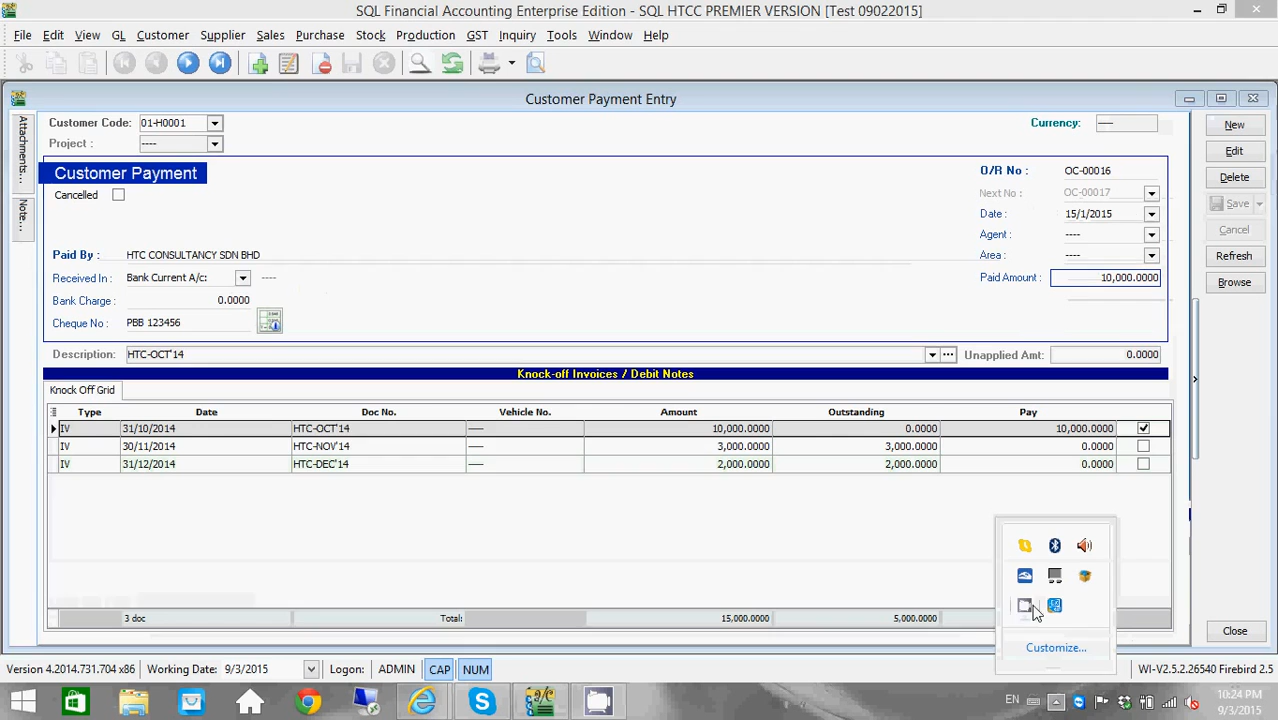 SQL Financial Accounting Enterprise Edition - SQL HTCC PREMIER VERSION [Test 09022015]
File Edit View GL Customer Supplier Sales Purchase Stock Production GST Inquiry Tools Window Help
Customer Payment Entry
Attachments...
Note...
Customer Code: 01-H0001 Currency: ----
Project : ----
Customer Payment
Cancelled
O/R No : OC-00016
Next No : OC-00017
Date : 15/1/2015
Agent : ----
Area : ----
Paid Amount : 10,000.0000
Paid By : HTC CONSULTANCY SDN BHD
Received In : Bank Current A/c: ----
Bank Charge : 0.0000
Cheque No : PBB 123456
Description: HTC-OCT'14 Unapplied Amt: 0.0000
Knock-off Invoices / Debit Notes
Knock Off Grid
Type Date Doc No. Vehicle No. Amount Outstanding Pay
IV 31/10/2014 HTC-OCT'14 ---- 10,000.0000 0.0000 10,000.0000
IV 30/11/2014 HTC-NOV'14 ---- 3,000.0000 3,000.0000 0.0000
IV 31/12/2014 HTC-DEC'14 ---- 2,000.0000 2,000.0000 0.0000
3 doc Total: 15,000.0000 5,000.0000
New
Edit
Delete
Save
Cancel
Refresh
Browse
Close
Customize...
Version 4.2014.731.704 x86 Working Date: 9/3/2015 Logon: ADMIN CAP NUM WI-V2.5.2.26540 Firebird 2.5
EN
10:24 PM
9/3/2015